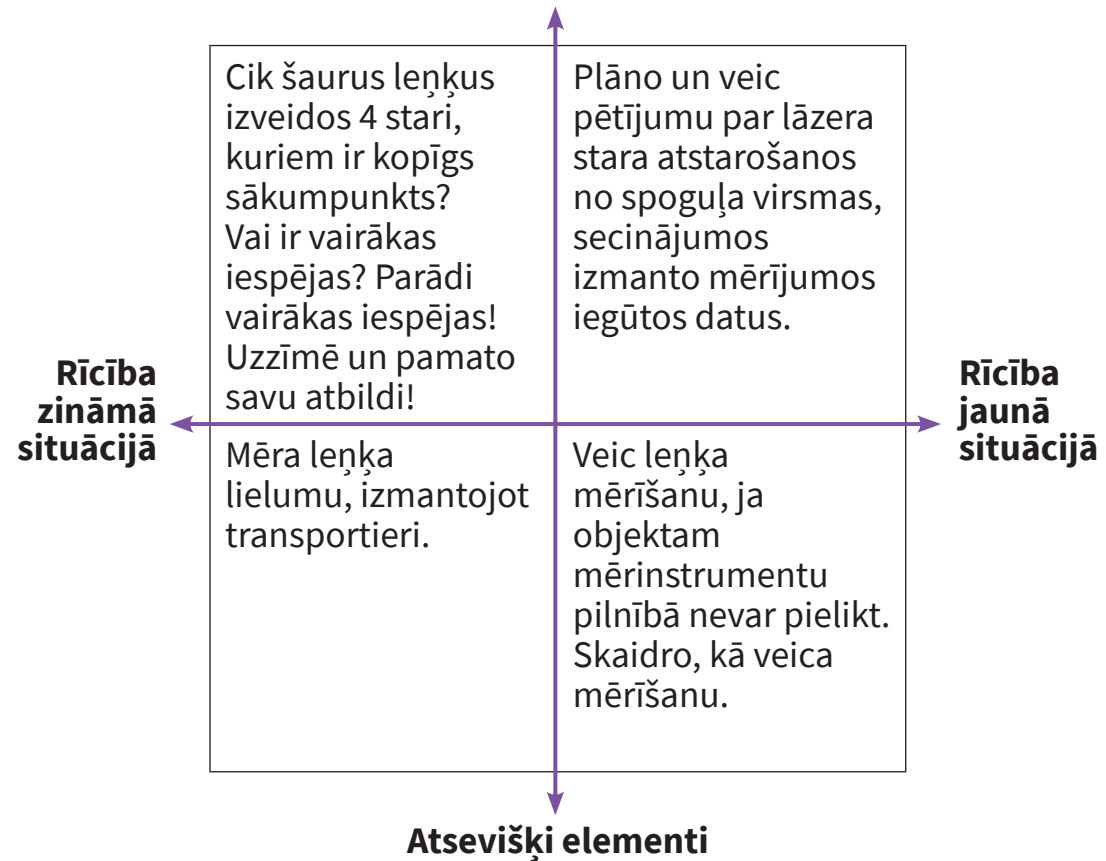 Cik šaurus leņķus
izveidos 4 stari,
kuriem ir kopīgs
sākumpunkts?
Vai ir vairākas
iespējas? Parādi
vairākas iespējas!
Uzzīmē un pamato
savu atbildi!
Plāno un veic
pētījumu par lāzera
stara atstarošanos
no spoguļa virsmas,
secinājumos
izmanto mērījumos
iegūtos datus.
Rīcība
zināmā
situācijā
Rīcība
jaunā
situācijā
Mēra leņķa
lielumu, izmantojot
transportieri.
Veic leņķa
mērīšanu, ja
objektam
mērinstrumentu
pilnībā nevar pielikt.
Skaidro, kā veica
mērīšanu.
Atsevišķi elementi